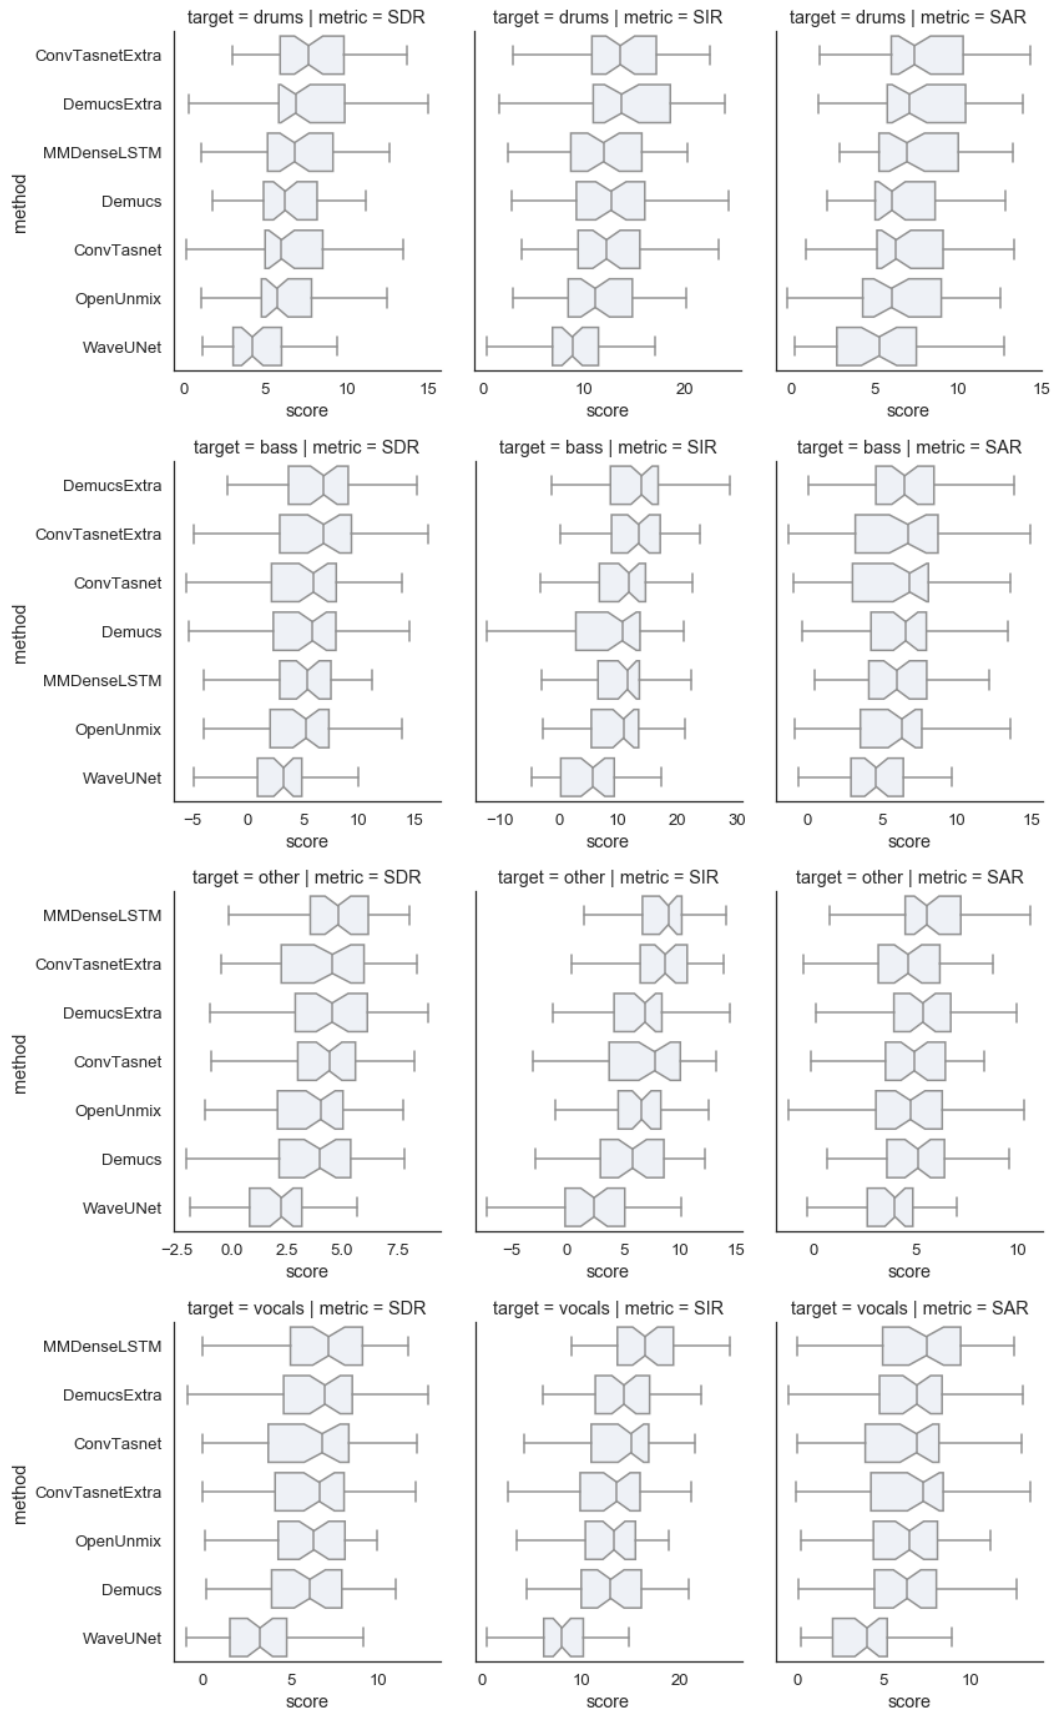 target = drums | metric = SDR
target = drums | metric = SIR
target = drums | metric = SAR
method
ConvTasnetExtra
DemucsExtra
MMDenseLSTM
Demucs
ConvTasnet
OpenUnmix
WaveUNet
0 5 10 15
0 10 20
0 5 10 15
score
score
score
target = bass | metric = SDR
target = bass | metric = SIR
target = bass | metric = SAR
method
DemucsExtra
ConvTasnetExtra
ConvTasnet
Demucs
MMDenseLSTM
OpenUnmix
WaveUNet
−5 0 5 10 15
−10 0 10 20 30
0 5 10 15
score
score
score
target = other | metric = SDR
target = other | metric = SIR
target = other | metric = SAR
method
MMDenseLSTM
ConvTasnetExtra
DemucsExtra
ConvTasnet
OpenUnmix
Demucs
WaveUNet
−2.5 0.0 2.5 5.0 7.5
−5 0 5 10 15
0 5 10
score
score
score
target = vocals | metric = SDR
target = vocals | metric = SIR
target = vocals | metric = SAR
method
MMDenseLSTM
DemucsExtra
ConvTasnet
ConvTasnetExtra
OpenUnmix
Demucs
WaveUNet
0 5 10
0 10 20
0 5 10
score
score
score